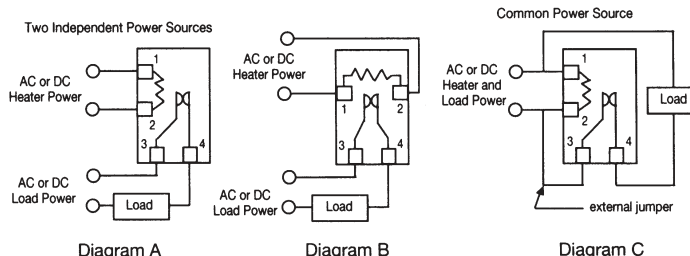 Two Independent Power Sources
AC or DC
Heater Power
1
2
3
4
AC or DC
Load Power
Load
Diagram A
AC or DC
Heater Power
1
2
3
4
AC or DC
Load Power
Load
Diagram B
Common Power Source
AC or DC
Heater and
Load Power
1
2
3
4
Load
external jumper
Diagram C